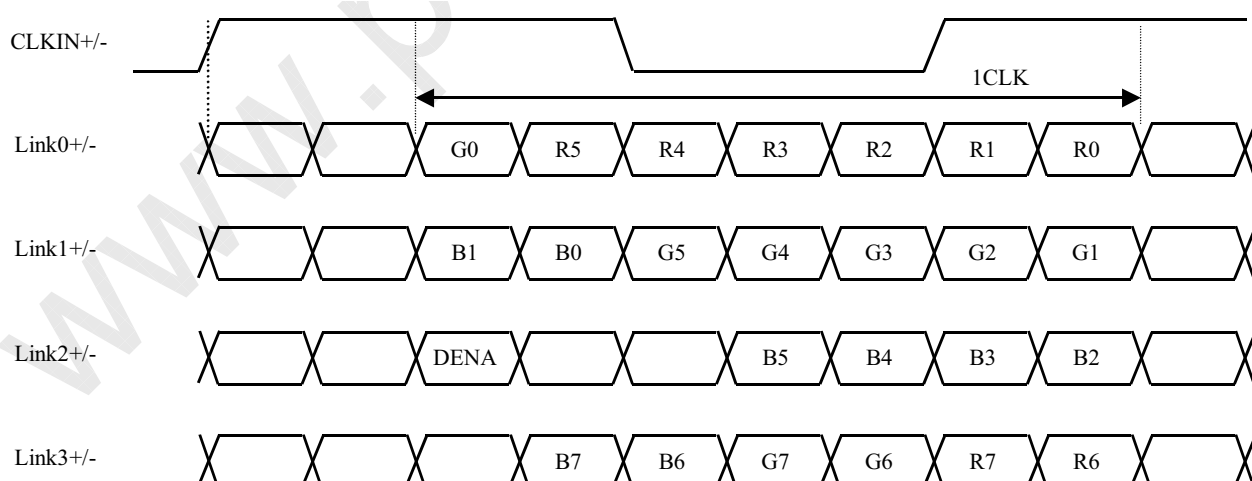 CLKIN+/-
1CLK
Link0+/- G0 R5 R4 R3 R2 R1 R0
Link1+/- B1 B0 G5 G4 G3 G2 G1
Link2+/- DENA B5 B4 B3 B2
Link3+/- B7 B6 G7 G6 R7 R6
www.p